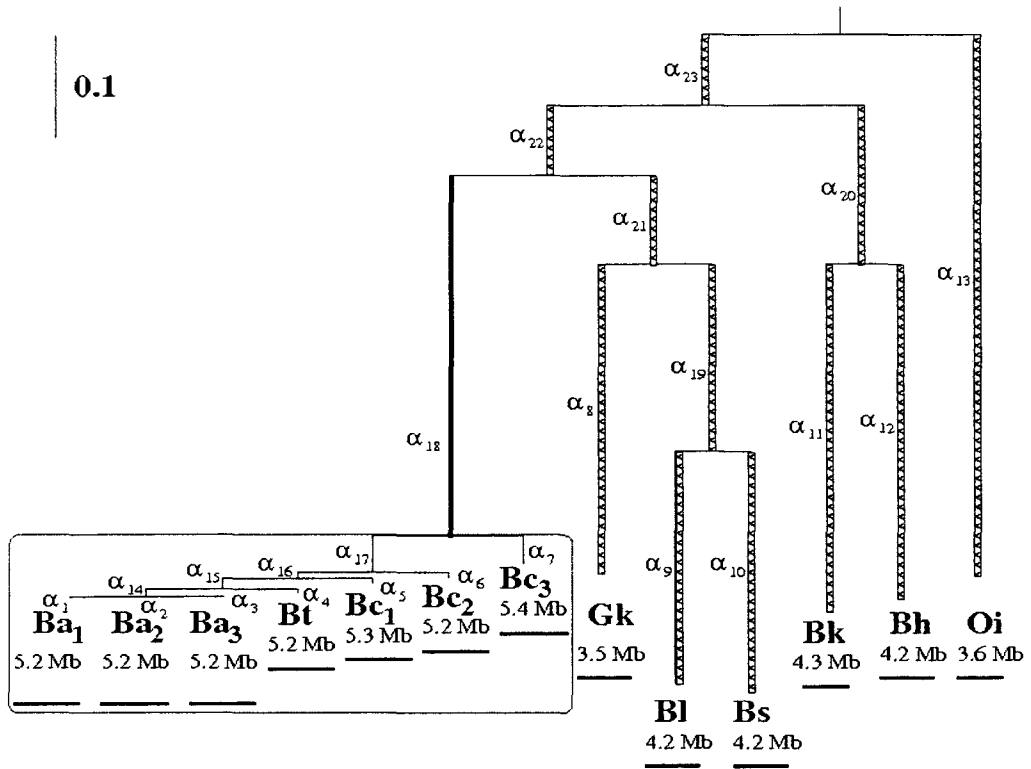 0.1
α23
α22
α20
α21
α13
α19
α8
α12
α11
α18
α17 α7
α16 α6
α15 α5
α14 α4
α1 α2 α3
α9 α10
Ba1 Ba2 Ba3 Bt Bc1 Bc2 Bc3
5.2 Mb 5.2 Mb 5.2 Mb 5.2 Mb 5.3 Mb 5.2 Mb 5.4 Mb
Gk Bk Bh Oi
3.5 Mb 4.3 Mb 4.2 Mb 3.6 Mb
Bl Bs
4.2 Mb 4.2 Mb